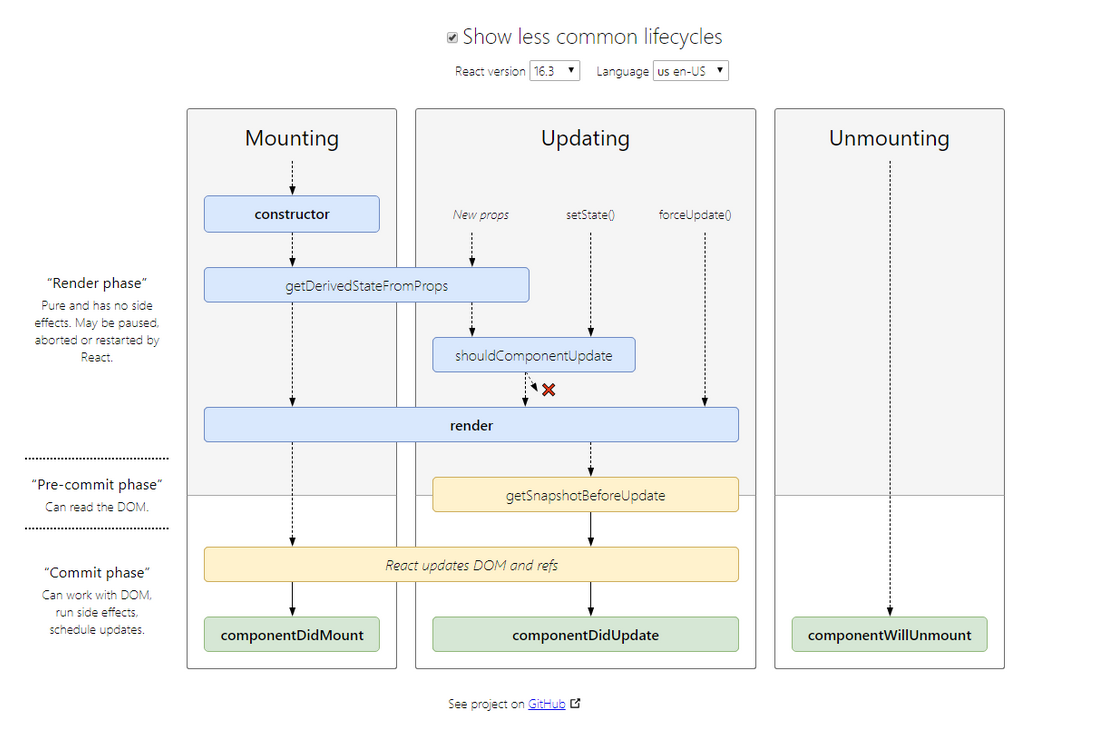 Show less common lifecycles
React version 16.3 Language us en-US
Mounting Updating Unmounting
constructor
New props setState() forceUpdate()
“Render phase”
Pure and has no side
effects. May be paused,
aborted or restarted by
React.
getDerivedStateFromProps
shouldComponentUpdate
render
“Pre-commit phase”
Can read the DOM.
getSnapshotBeforeUpdate
“Commit phase”
Can work with DOM,
run side effects,
schedule updates.
React updates DOM and refs
componentDidMount componentDidUpdate componentWillUnmount
See project on GitHub